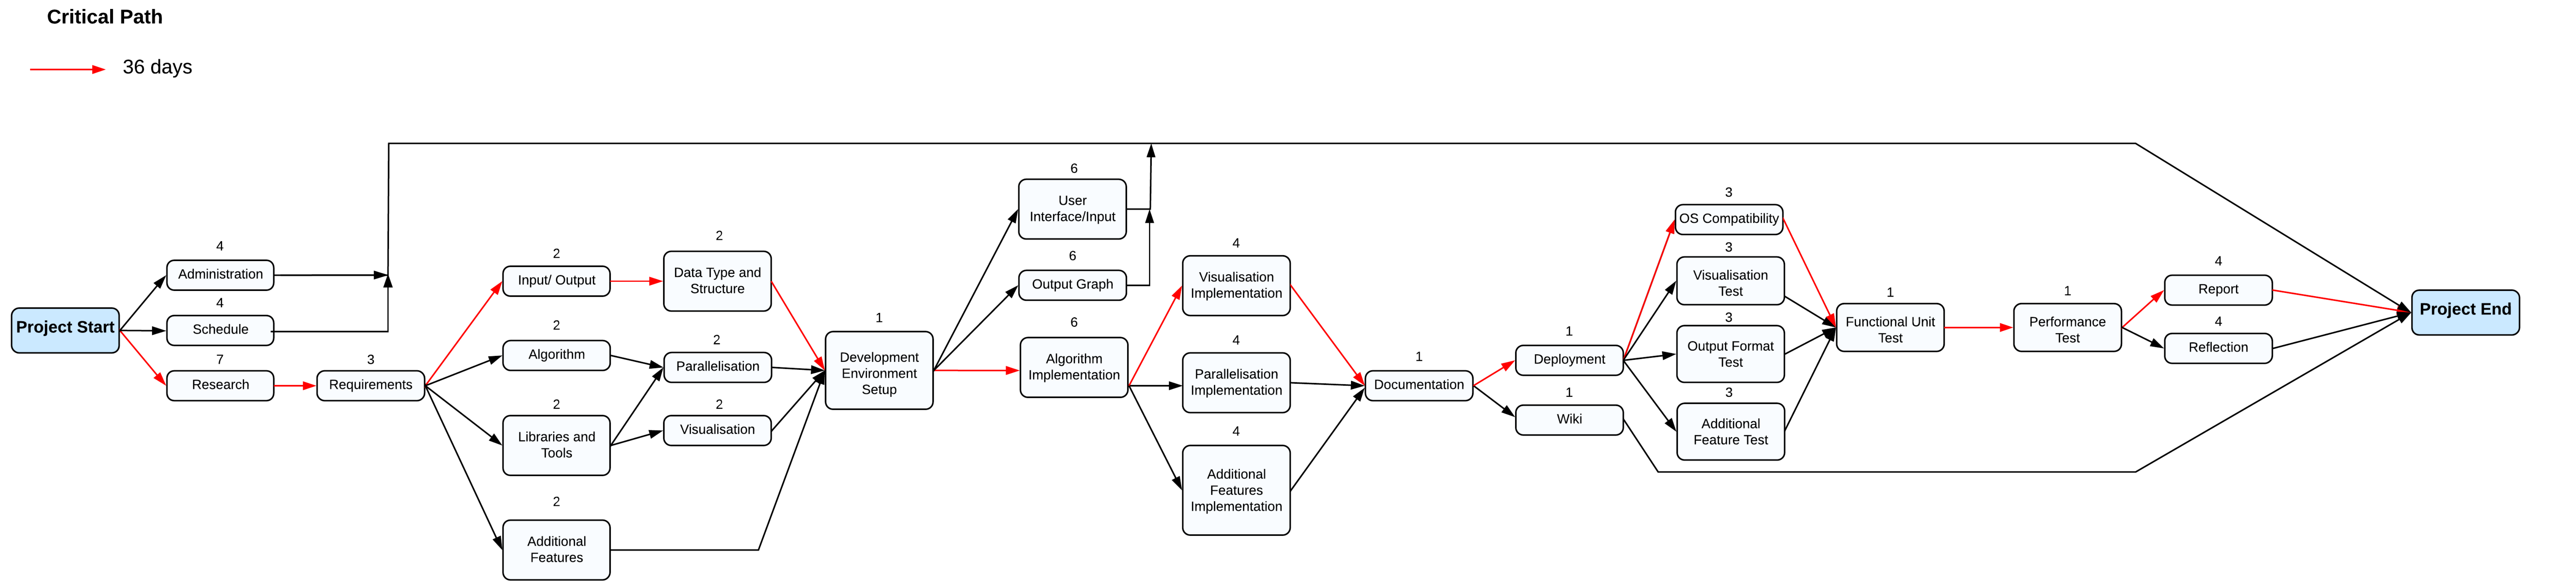 Critical Path
36 days
Project Start
4
Administration
4
Schedule
7
Research
3
Requirements
2
Input/ Output
2
Algorithm
2
Libraries and
Tools
2
Additional
Features
2
Data Type and
Structure
2
Parallelisation
2
Visualisation
1
Development
Environment
Setup
6
User
Interface/Input
6
Output Graph
6
Algorithm
Implementation
4
Visualisation
Implementation
4
Parallelisation
Implementation
4
Additional
Features
Implementation
1
Documentation
1
Deployment
1
Wiki
3
OS Compatibility
3
Visualisation
Test
3
Output Format
Test
3
Additional
Feature Test
1
Functional Unit
Test
1
Performance
Test
4
Report
4
Reflection
Project End